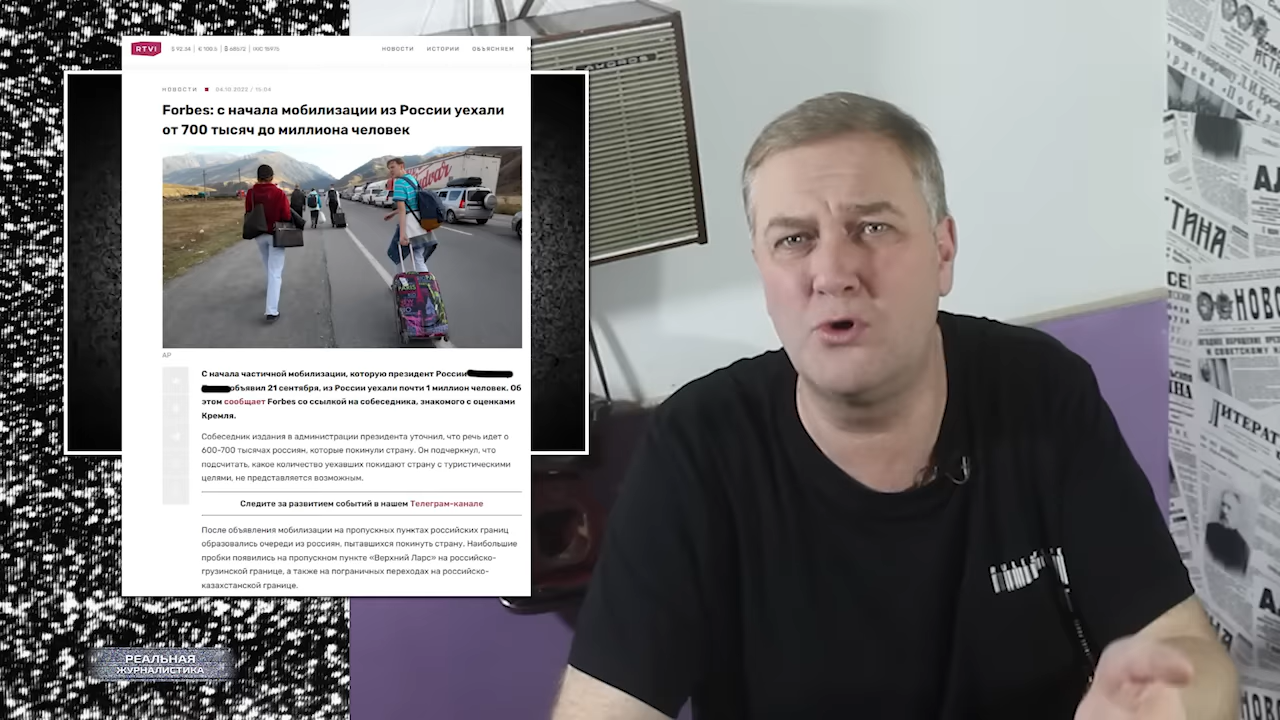 RTVI
НОВОСТИ ИСТОРИИ ОБЪЯСНЯЕМ
НОВОСТИ 04.10.2022 / 15:04
Forbes: с начала мобилизации из России уехали
от 700 тысяч до миллиона человек
AP
С начала частичной мобилизации, которую президент России
объявил 21 сентября, из России уехали почти 1 миллион человек. Об
этом сообщает Forbes со ссылкой на собеседника, знакомого с оценками
Кремля.
Собеседник издания в администрации президента уточнил, что речь идет о
600-700 тысячах россиян, которые покинули страну. Он подчеркнул, что
подсчитать, какое количество уехавших покидают страну с туристическими
целями, не представляется возможным.
Следите за развитием событий в нашем Телеграм-канале
После объявления мобилизации на пропускных пунктах российских границ
образовались очереди из россиян, пытавшихся покинуть страну. Наибольшие
пробки появились на пропускном пункте «Верхний Ларс» на российско-
грузинской границе, а также на пограничных переходах на российско-
казахстанской границе.
РЕАЛЬНАЯ
ЖУРНАЛИСТИКА